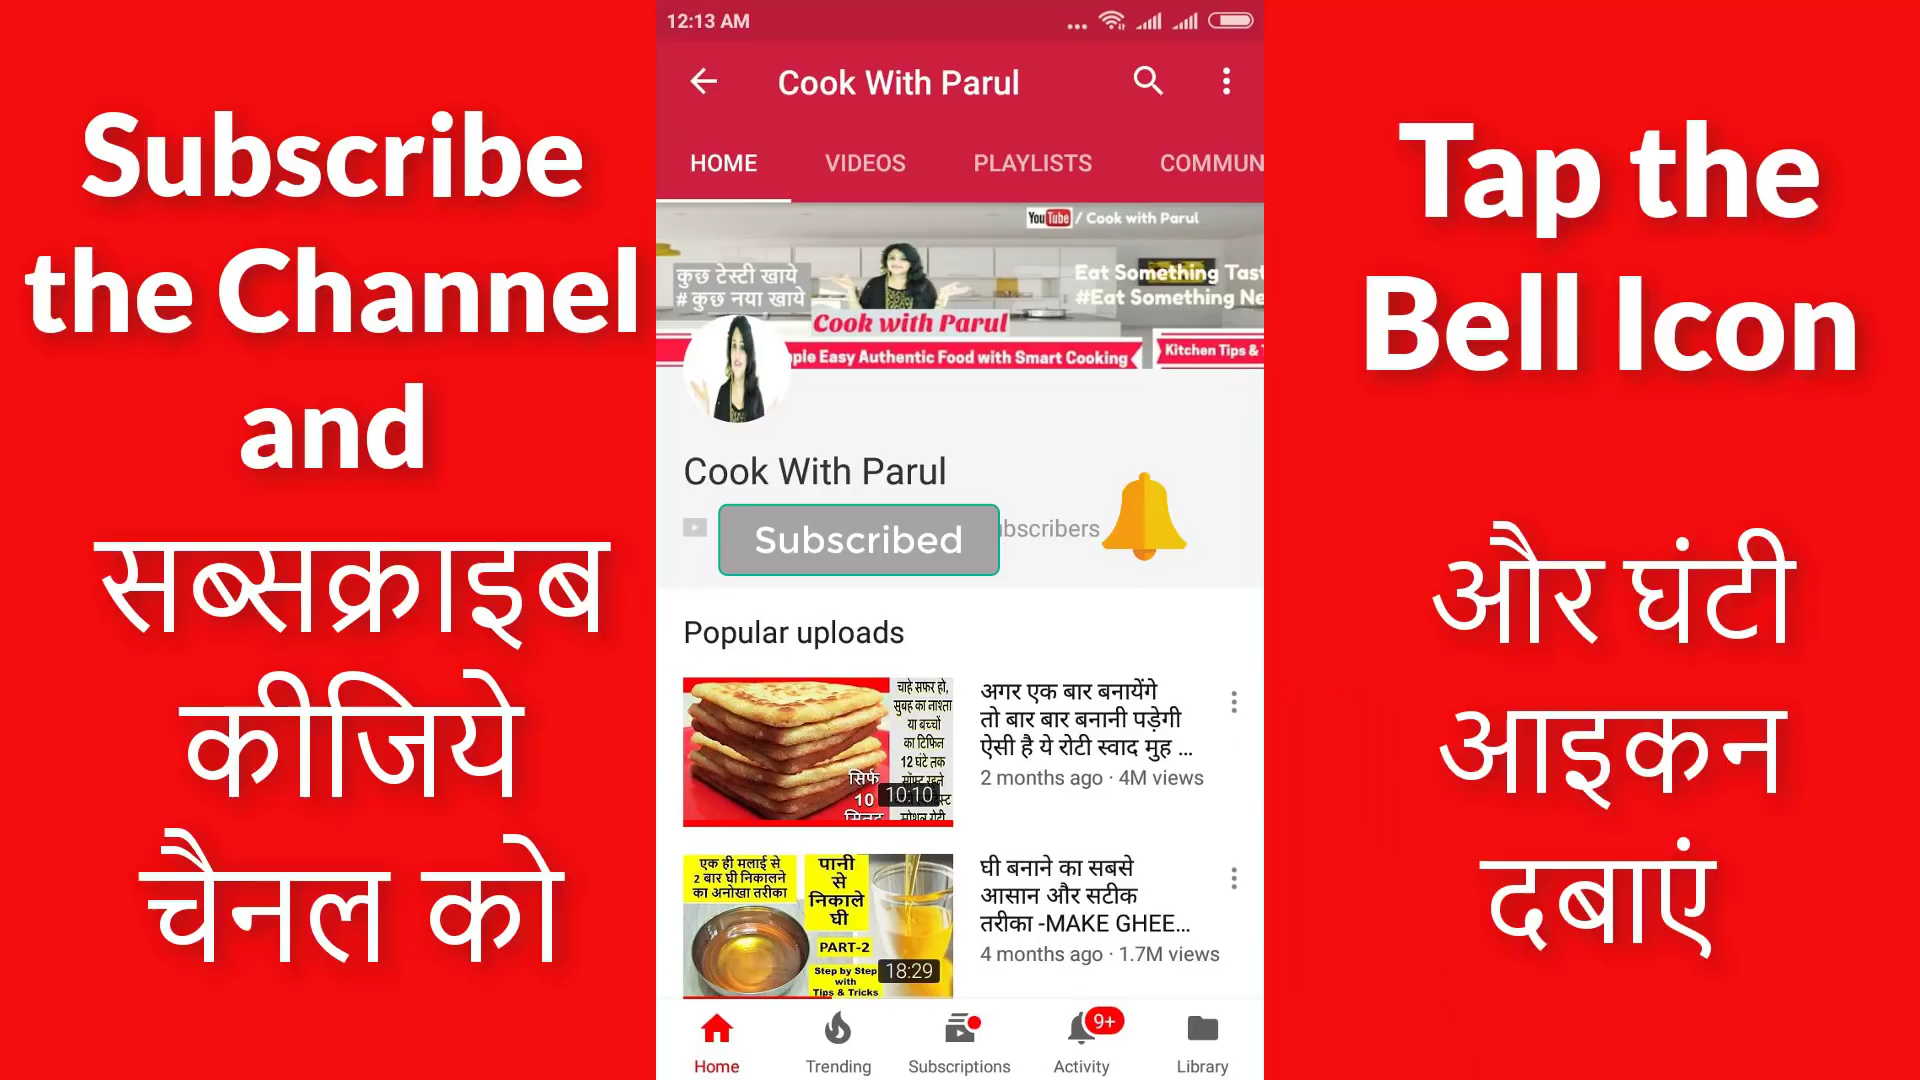 Subscribe
the Channel
and
सब्सक्राइब
कीजिये
चैनल को
12:13 AM
Cook With Parul
HOME VIDEOS PLAYLISTS COMMUN
YouTube / Cook with Parul
कुछ टेस्टी खाये
# कुछ नया खाये
Eat Something Tast
#Eat Something Ne
Cook with Parul
ple Easy Authentic Food with Smart Cooking
Kitchen Tips &
Cook With Parul
Subscribed
bscribers
Popular uploads
चाहे सफर हो,
सुबह का नाश्ता
या बच्चों
का टिफिन
12 घंटे तक
सिर्फ
10
10:10
अगर एक बार बनायेंगे
तो बार बार बनानी पड़ेगी
ऐसी है ये रोटी स्वाद मुह ...
2 months ago · 4M views
एक ही मलाई से
2 बार घी निकालने
का अनोखा तरीका
पानी
से
निकाले
घी
PART-2
Step by Step
with
Tips & Tricks
18:29
घी बनाने का सबसे
आसान और सटीक
तरीका -MAKE GHEE...
4 months ago · 1.7M views
9+
Home Trending Subscriptions Activity Library
Tap the
Bell Icon
और घंटी
आइकन
दबाएं